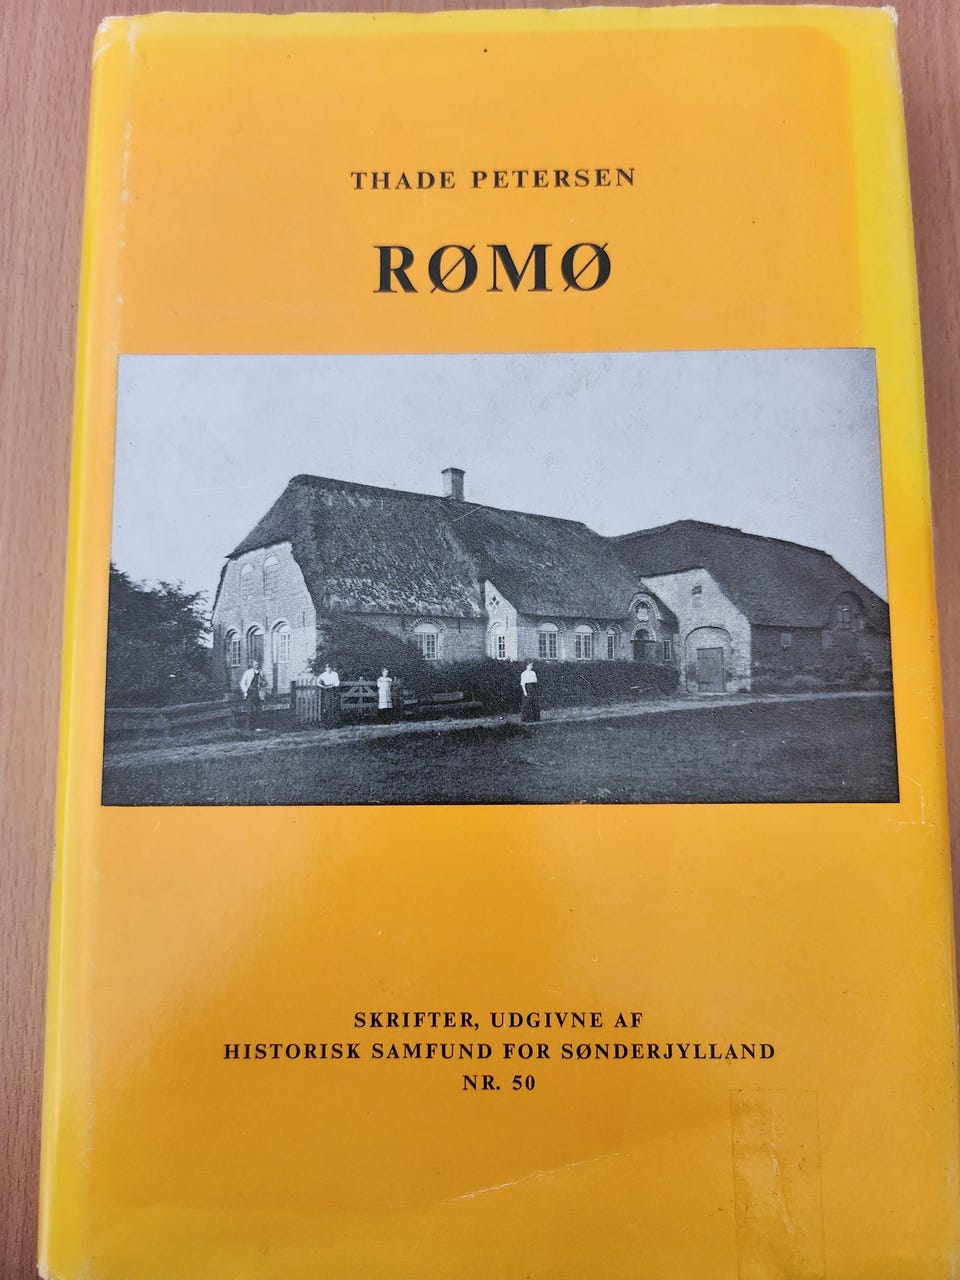 THADE PETERSEN
RØMØ
SKRIFTER, UDGIVNE AF
HISTORISK SAMFUND FOR SØNDERJYLLAND
NR. 50